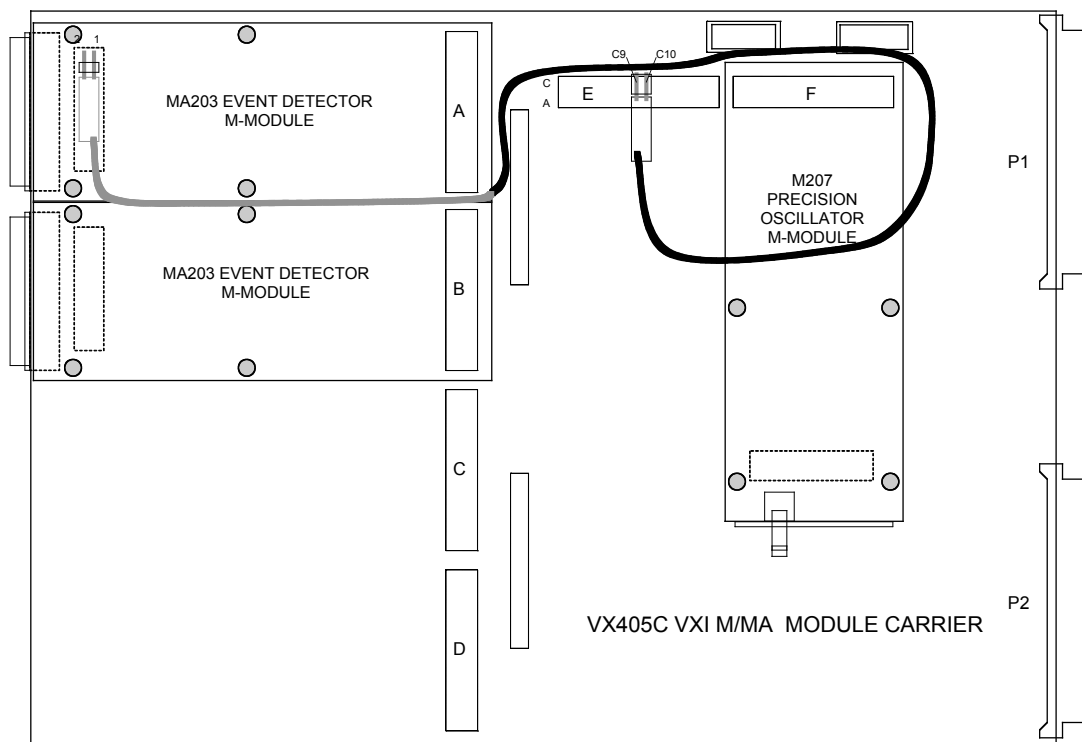 2 1
MA203 EVENT DETECTOR
M-MODULE
A
C9 C10
C
A
E
F
P1
M207
PRECISION
OSCILLATOR
M-MODULE
MA203 EVENT DETECTOR
M-MODULE
B
C
D
P2
VX405C VXI M/MA MODULE CARRIER